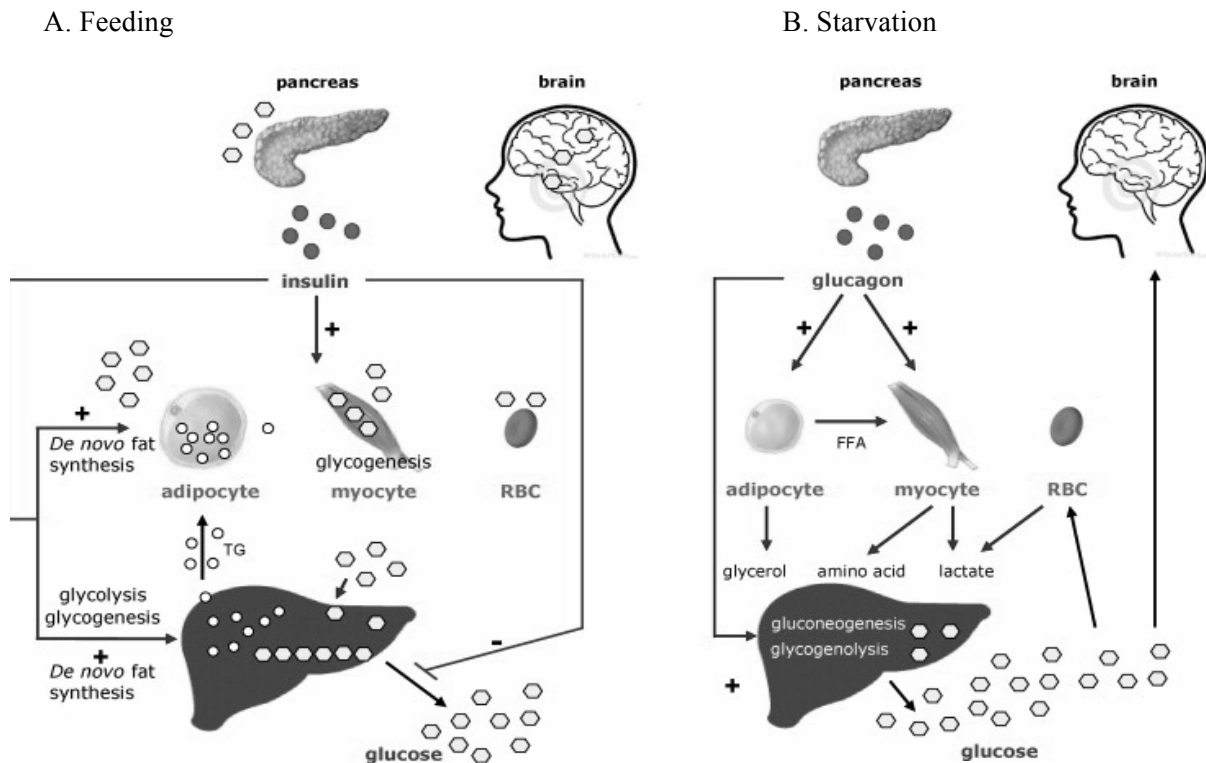 A. Feeding
B. Starvation
pancreas
brain
insulin
+
+
De novo fat
synthesis
adipocyte
glycogenesis
myocyte
RBC
TG
glycolysis
glycogenesis
+
De novo fat
synthesis
-
glucose
pancreas
brain
glucagon
+
+
FFA
adipocyte
myocyte
RBC
glycerol
amino acid
lactate
gluconeogenesis
glycogenolysis
+
glucose